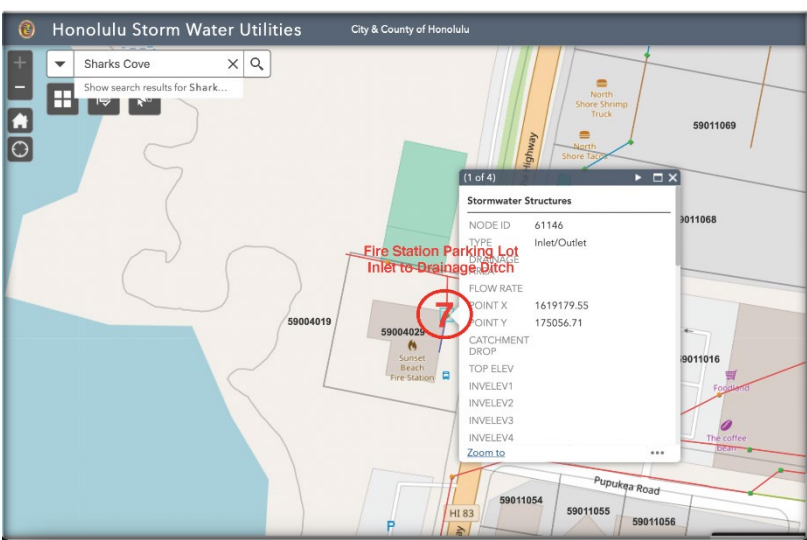 Honolulu Storm Water Utilities
City & County of Honolulu
Sharks Cove
Show search results for Shark...
North
Shore Shrimp
Truck
59011069
North
Shore Tacos
Highway
(1 of 4)
Stormwater Structures
NODE ID 61146
TYPE Inlet/Outlet
DRAINAGE
AREA
FLOW RATE
POINT X 1619179.55
POINT Y 175056.71
CATCHMENT
DROP
TOP ELEV
INVELEV1
INVELEV2
INVELEV3
INVELEV4
Zoom to
9011068
Fire Station Parking Lot
Inlet to Drainage Ditch
7
59004019
59004029
Sunset
Beach
Fire Station
59011016
Foodland
The coffee
bean
Pupukea Road
59011054
59011055
59011056
HI 83
P